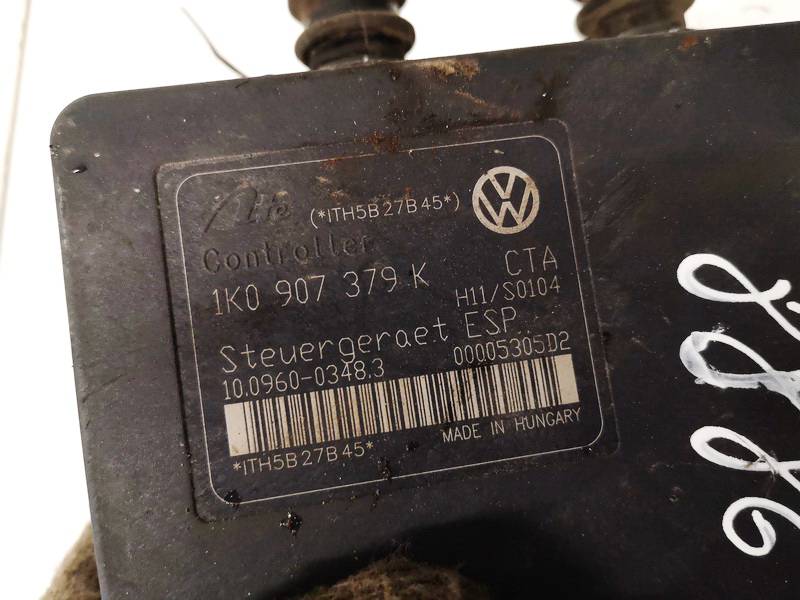 Ate (*ITH5B27B45*)
Controller
1K0 907 379 K CTA
H11/S0104
Steuergeraet ESP
10.0960-0348.3 00005305D2
*ITH5B27B45* MADE IN HUNGARY